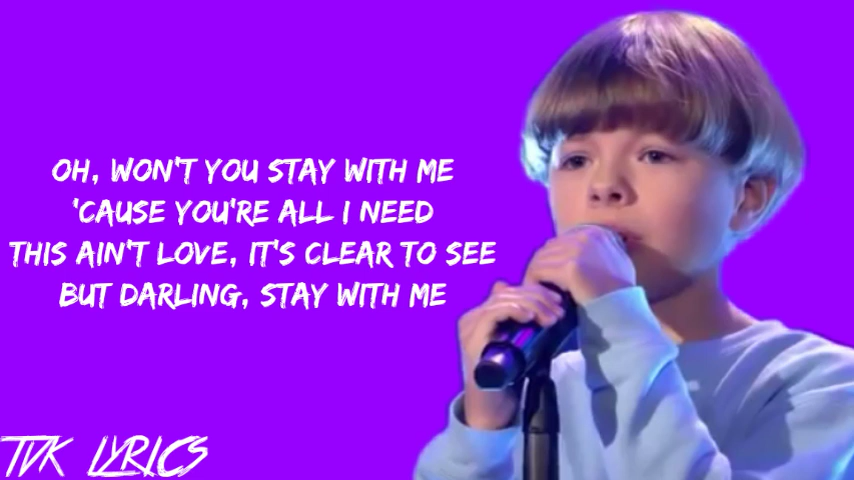 OH, WON'T YOU STAY WITH ME
'CAUSE YOU'RE ALL I NEED
THIS AIN'T LOVE, IT'S CLEAR TO SEE
BUT DARLING, STAY WITH ME
TVK LYRICS